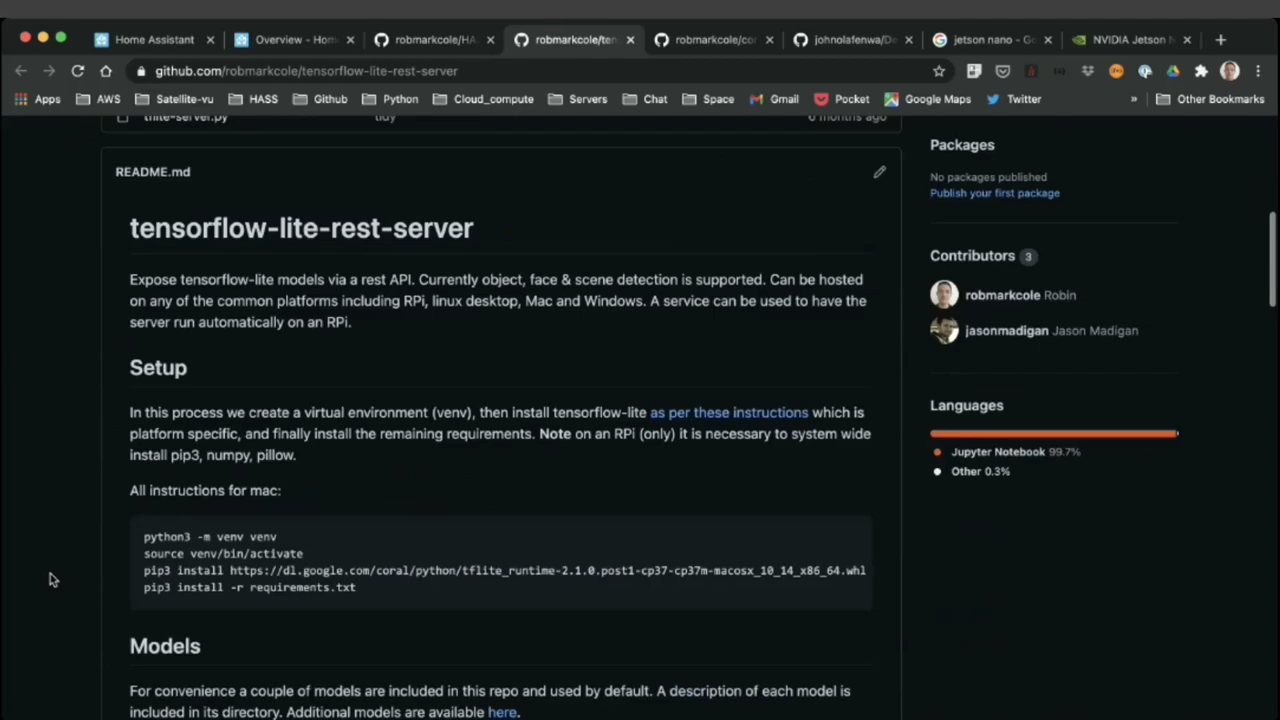 Home Assistant
Overview - Hom
robmarkcole/HA
robmarkcole/ten
robmarkcole/co
johnolafenwa/De
jetson nano - Go
NVIDIA Jetson N
github.com/robmarkcole/tensorflow-lite-rest-server
Apps
AWS
Satellite-vu
HASS
Github
Python
Cloud_compute
Servers
Chat
Space
Gmail
Pocket
Google Maps
Twitter
»
Other Bookmarks
tflite-server.py
tidy
6 months ago
README.md
tensorflow-lite-rest-server
Expose tensorflow-lite models via a rest API. Currently object, face & scene detection is supported. Can be hosted
on any of the common platforms including RPi, linux desktop, Mac and Windows. A service can be used to have the
server run automatically on an RPi.
Setup
In this process we create a virtual environment (venv), then install tensorflow-lite as per these instructions which is
platform specific, and finally install the remaining requirements. Note on an RPi (only) it is necessary to system wide
install pip3, numpy, pillow.
All instructions for mac:
python3 -m venv venv
source venv/bin/activate
pip3 install https://dl.google.com/coral/python/tflite_runtime-2.1.0.post1-cp37-cp37m-macosx_10_14_x86_64.whl
pip3 install -r requirements.txt
Models
For convenience a couple of models are included in this repo and used by default. A description of each model is
included in its directory. Additional models are available here.
Packages
No packages published
Publish your first package
Contributors 3
robmarkcole Robin
jasonmadigan Jason Madigan
Languages
Jupyter Notebook 99.7%
Other 0.3%